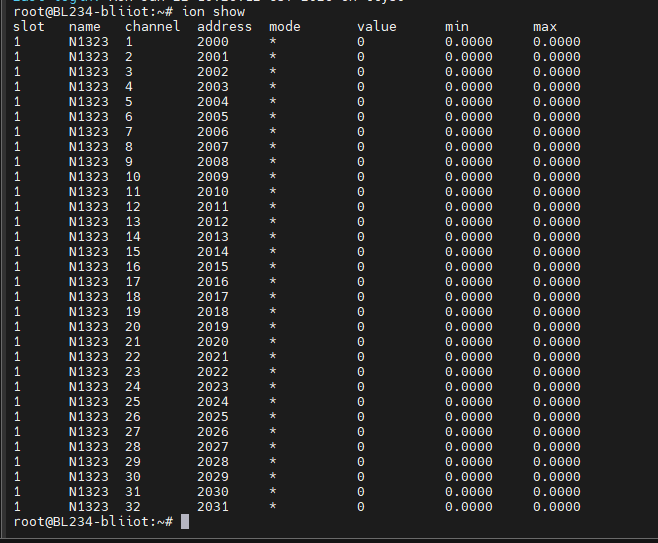 root@BL234-bliiot:~# ion show
slot name channel address mode value min max
1 N1323 1 2000 * 0 0.0000 0.0000
1 N1323 2 2001 * 0 0.0000 0.0000
1 N1323 3 2002 * 0 0.0000 0.0000
1 N1323 4 2003 * 0 0.0000 0.0000
1 N1323 5 2004 * 0 0.0000 0.0000
1 N1323 6 2005 * 0 0.0000 0.0000
1 N1323 7 2006 * 0 0.0000 0.0000
1 N1323 8 2007 * 0 0.0000 0.0000
1 N1323 9 2008 * 0 0.0000 0.0000
1 N1323 10 2009 * 0 0.0000 0.0000
1 N1323 11 2010 * 0 0.0000 0.0000
1 N1323 12 2011 * 0 0.0000 0.0000
1 N1323 13 2012 * 0 0.0000 0.0000
1 N1323 14 2013 * 0 0.0000 0.0000
1 N1323 15 2014 * 0 0.0000 0.0000
1 N1323 16 2015 * 0 0.0000 0.0000
1 N1323 17 2016 * 0 0.0000 0.0000
1 N1323 18 2017 * 0 0.0000 0.0000
1 N1323 19 2018 * 0 0.0000 0.0000
1 N1323 20 2019 * 0 0.0000 0.0000
1 N1323 21 2020 * 0 0.0000 0.0000
1 N1323 22 2021 * 0 0.0000 0.0000
1 N1323 23 2022 * 0 0.0000 0.0000
1 N1323 24 2023 * 0 0.0000 0.0000
1 N1323 25 2024 * 0 0.0000 0.0000
1 N1323 26 2025 * 0 0.0000 0.0000
1 N1323 27 2026 * 0 0.0000 0.0000
1 N1323 28 2027 * 0 0.0000 0.0000
1 N1323 29 2028 * 0 0.0000 0.0000
1 N1323 30 2029 * 0 0.0000 0.0000
1 N1323 31 2030 * 0 0.0000 0.0000
1 N1323 32 2031 * 0 0.0000 0.0000
root@BL234-bliiot:~#